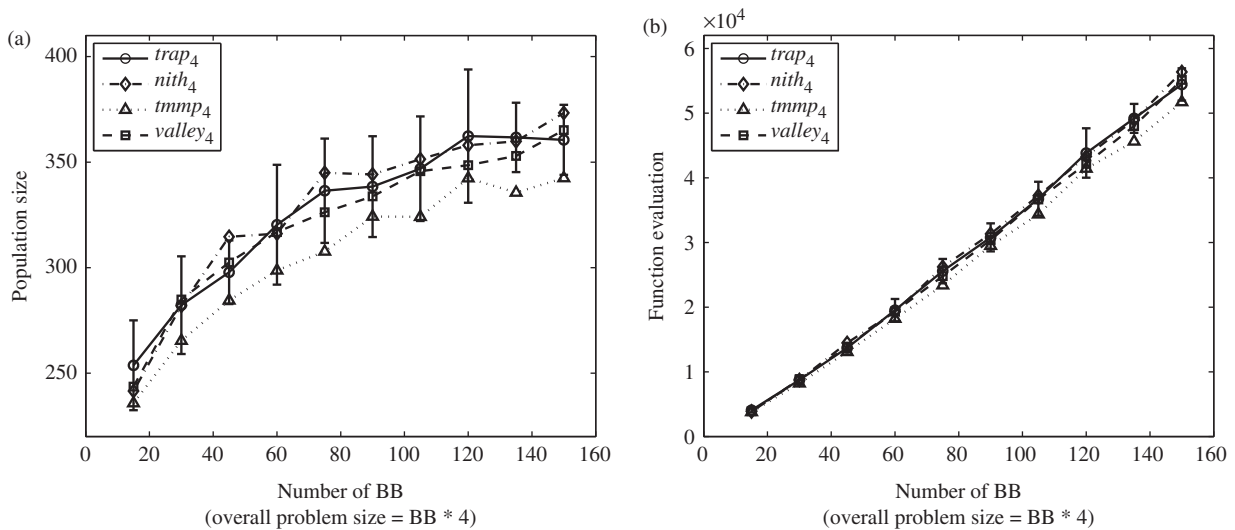 (a)
400
350
300
250
Population size
trap4
nith4
tmmp4
valley4
0 20 40 60 80 100 120 140 160
Number of BB
(overall problem size = BB * 4)
(b)
×10^4
6
5
4
3
2
1
0
Function evaluation
trap4
nith4
tmmp4
valley4
0 20 40 60 80 100 120 140 160
Number of BB
(overall problem size = BB * 4)